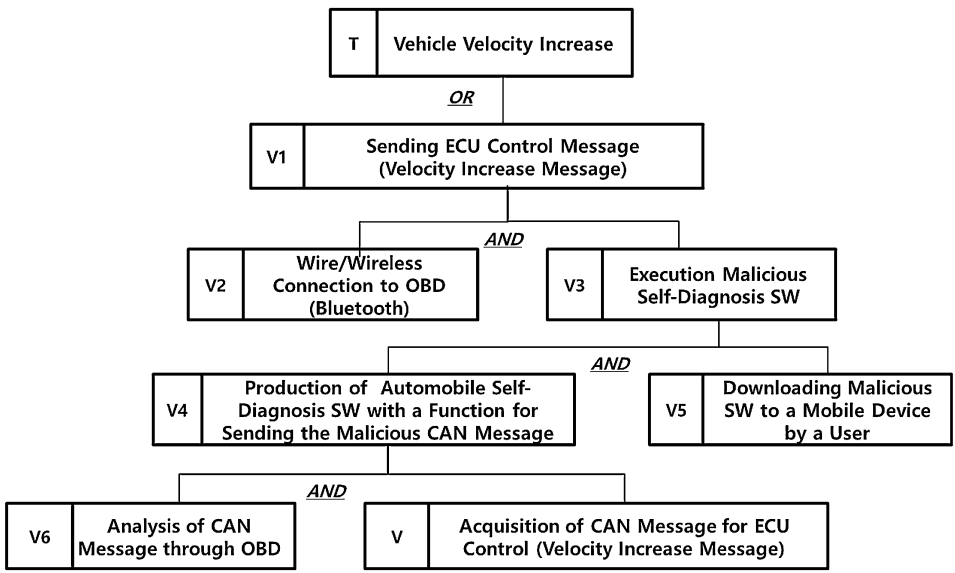 T
Vehicle Velocity Increase
OR
V1
Sending ECU Control Message
(Velocity Increase Message)
AND
V2
Wire/Wireless
Connection to OBD
(Bluetooth)
V3
Execution Malicious
Self-Diagnosis SW
AND
V4
Production of Automobile Self-
Diagnosis SW with a Function for
Sending the Malicious CAN Message
V5
Downloading Malicious
SW to a Mobile Device
by a User
AND
V6
Analysis of CAN
Message through OBD
V
Acquisition of CAN Message for ECU
Control (Velocity Increase Message)